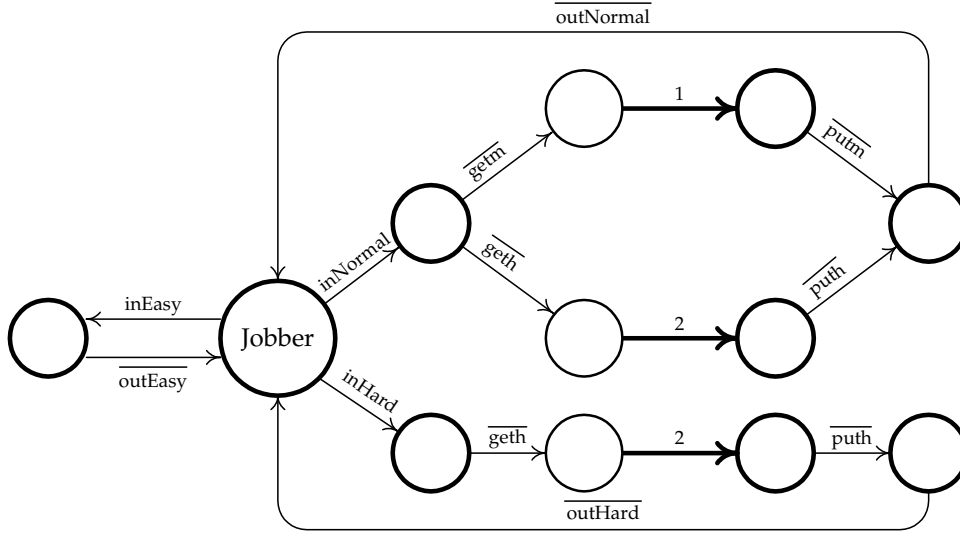 outNormal
1
getm
putm
inNormal
geth
puth
inEasy
Jobber
2
outEasy
inHard
geth
2
puth
outHard